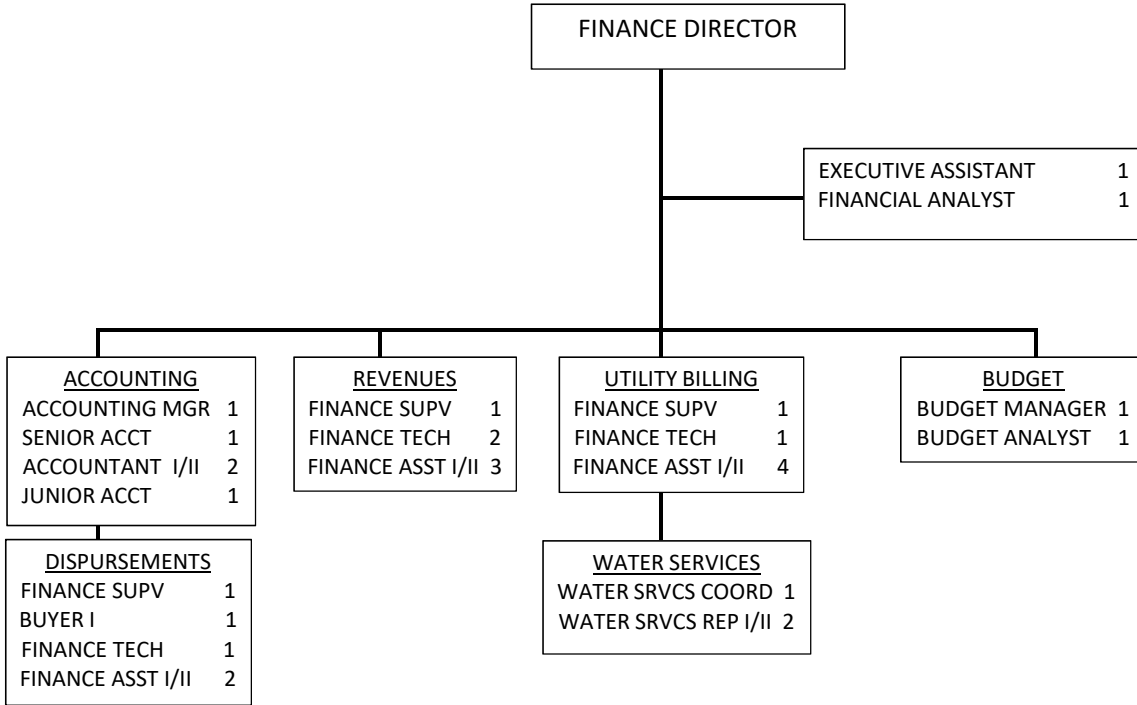 FINANCE DIRECTOR
EXECUTIVE ASSISTANT 1
FINANCIAL ANALYST 1
ACCOUNTING
ACCOUNTING MGR 1
SENIOR ACCT 1
ACCOUNTANT I/II 2
JUNIOR ACCT 1
DISPURSEMENTS
FINANCE SUPV 1
BUYER I 1
FINANCE TECH 1
FINANCE ASST I/II 2
REVENUES
FINANCE SUPV 1
FINANCE TECH 2
FINANCE ASST I/II 3
UTILITY BILLING
FINANCE SUPV 1
FINANCE TECH 1
FINANCE ASST I/II 4
WATER SERVICES
WATER SRVCS COORD 1
WATER SRVCS REP I/II 2
BUDGET
BUDGET MANAGER 1
BUDGET ANALYST 1